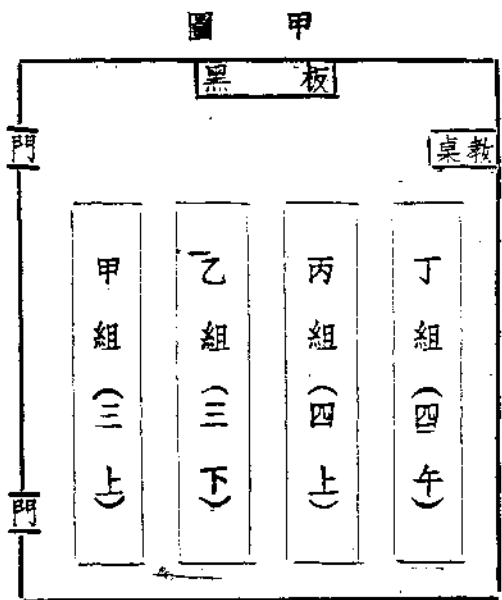 甲圖
黑板
教桌
門
丁組（四午）
丙組（四上）
乙組（三下）
甲組（三上）
門